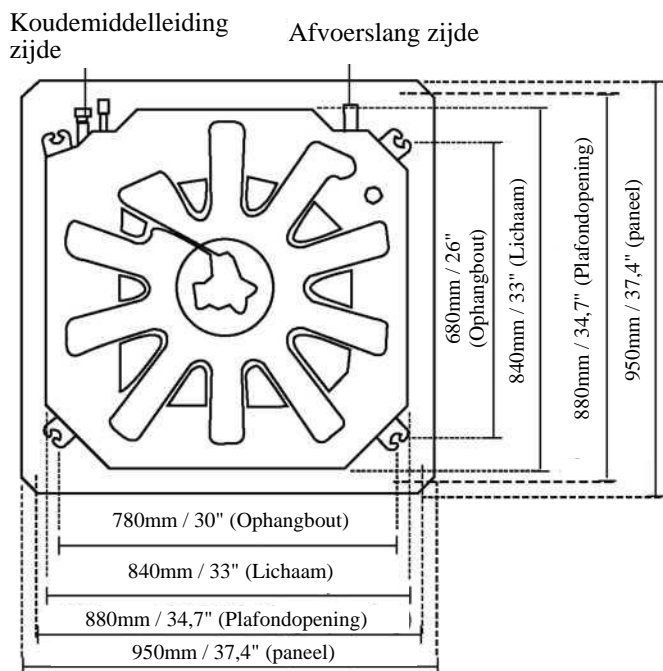 Koudemiddelleiding
zijde
Afvoerslang zijde
680mm / 26"
(Ophangbout)
840mm / 33" (Lichaam)
880mm / 34,7" (Plafondopening)
950mm / 37,4" (paneel)
780mm / 30" (Ophangbout)
840mm / 33" (Lichaam)
880mm / 34,7" (Plafondopening)
950mm / 37,4" (paneel)